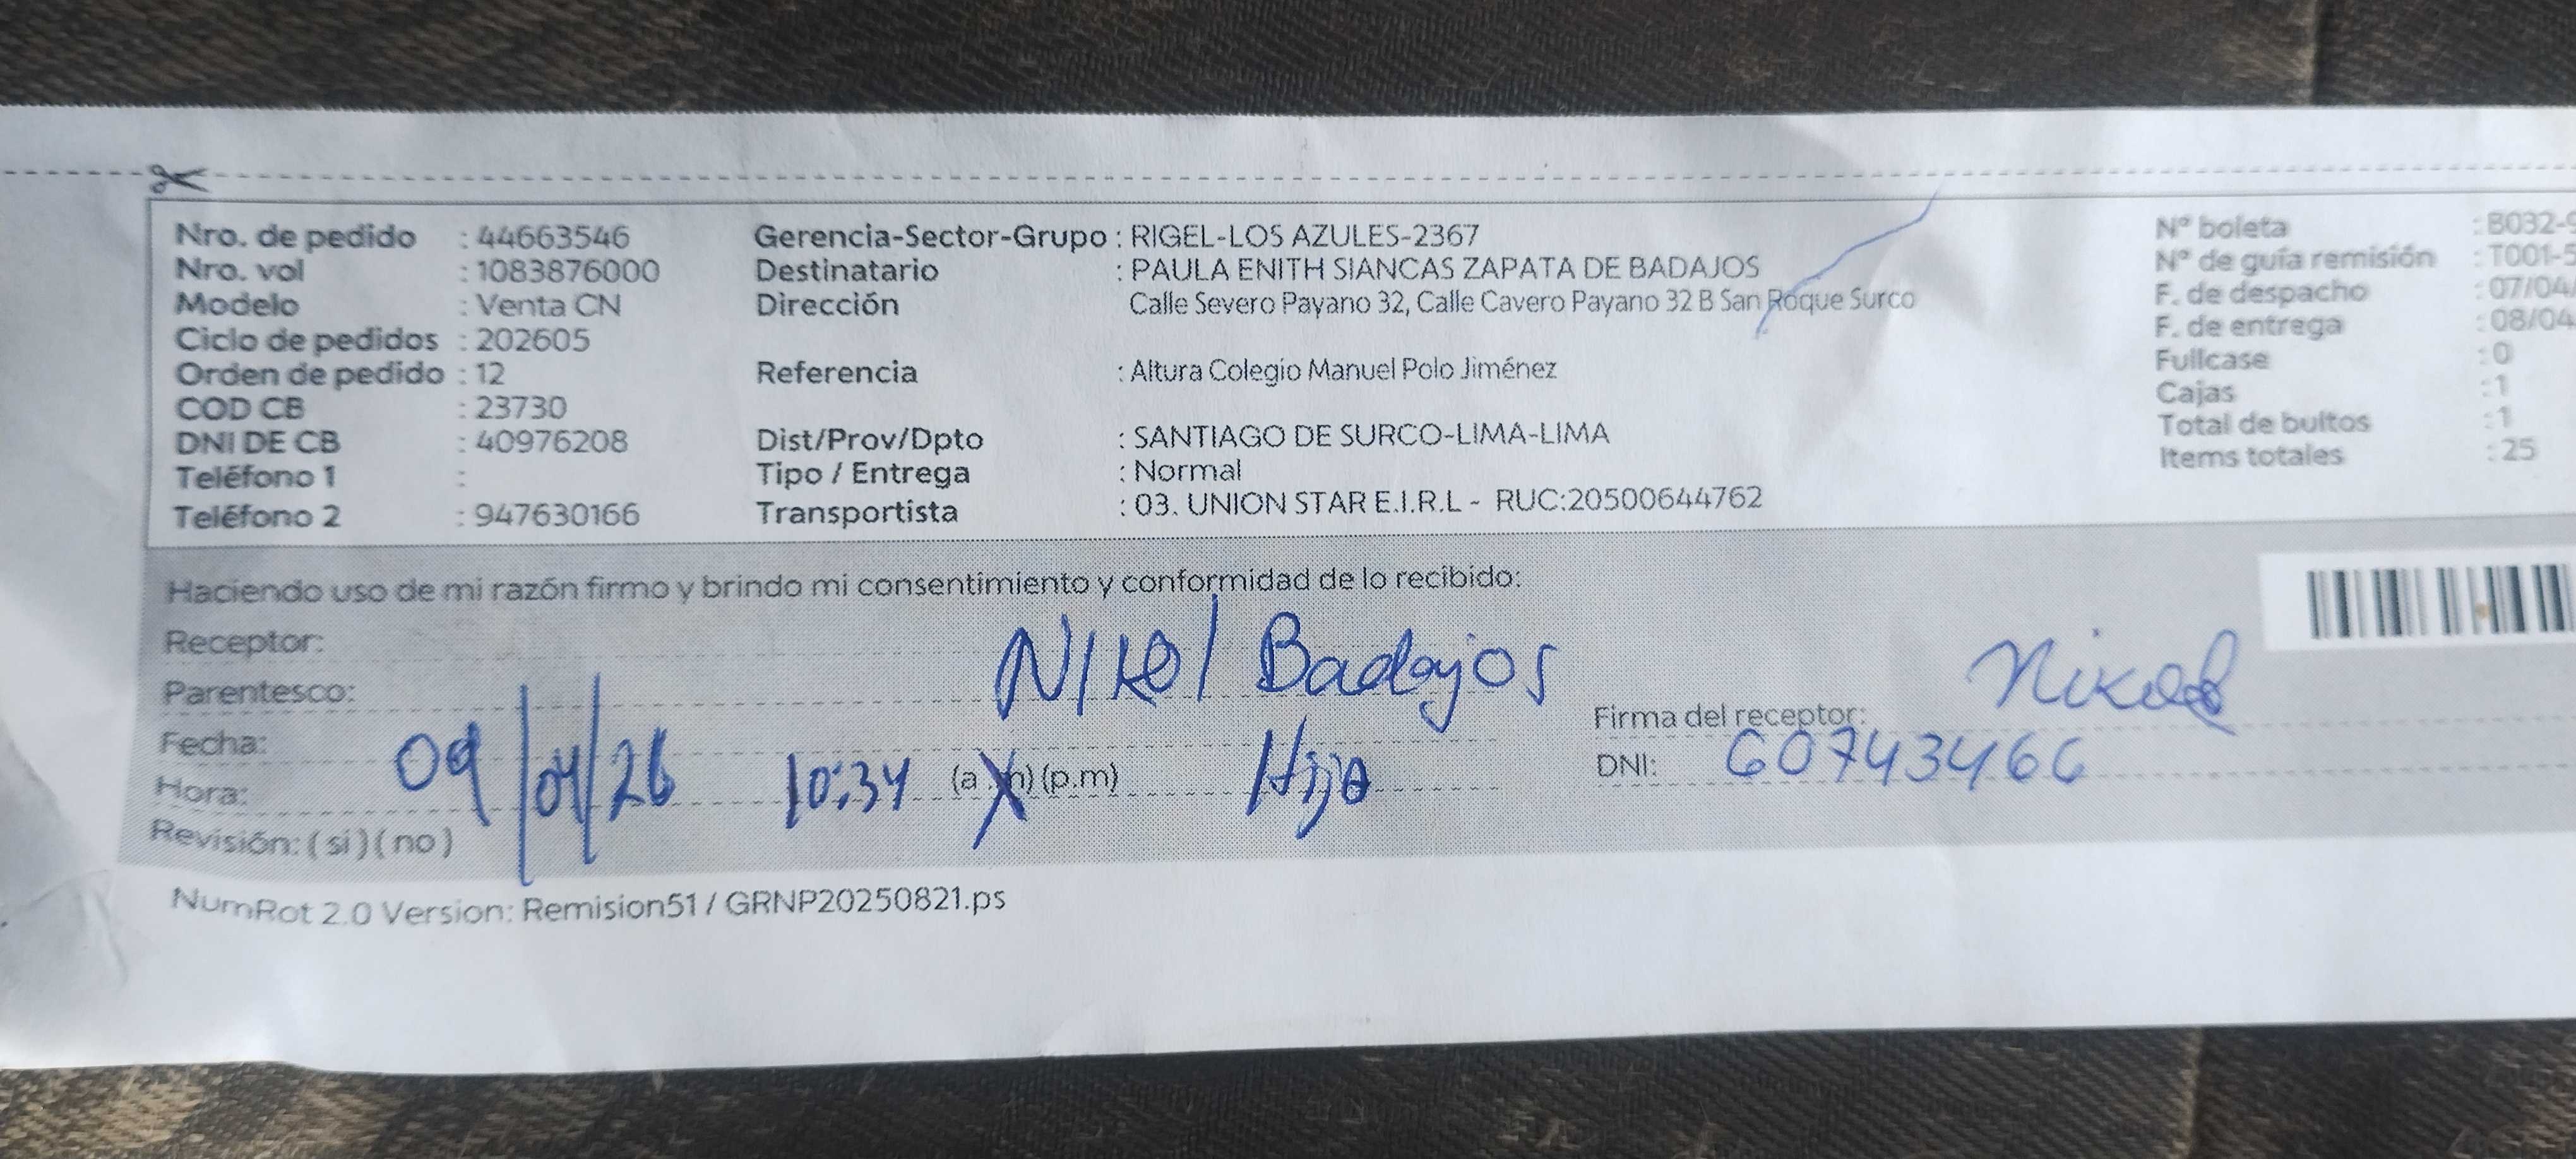 Nro. de pedido : 44663546 Gerencia-Sector-Grupo : RIGEL-LOS AZULES-2367 Nº boleta : B032-
Nro. vol : 1083876000 Destinatario : PAULA ENITH SIANCAS ZAPATA DE BADAJOS Nº de guía remisión : T001-5
Modelo : Venta CN Dirección Calle Severo Payano 32, Calle Cavero Payano 32 B San Roque Surco F. de despacho : 07/04/
Ciclo de pedidos : 202605 F. de entrega : 08/04
Orden de pedido : 12 Referencia : Altura Colegio Manuel Polo Jiménez Fullcase : 0
COD CB : 23730 Cajas : 1
DNI DE CB : 40976208 Dist/Prov/Dpto : SANTIAGO DE SURCO-LIMA-LIMA Total de bultos : 1
Teléfono 1 : Tipo / Entrega : Normal Items totales : 25
Teléfono 2 : 947630166 Transportista : 03. UNION STAR E.I.R.L - RUC:20500644762
Haciendo uso de mi razón firmo y brindo mi consentimiento y conformidad de lo recibido:
Receptor: Nikol Badajos
Parentesco: Firma del receptor: Nikol
Fecha: 09/04/26 Hija
Hora: 10:34 (a.m) (p.m) DNI: 60743466
Revisión: ( si ) ( no )
NumRot 2.0 Version: Remision51 / GRNP20250821.ps